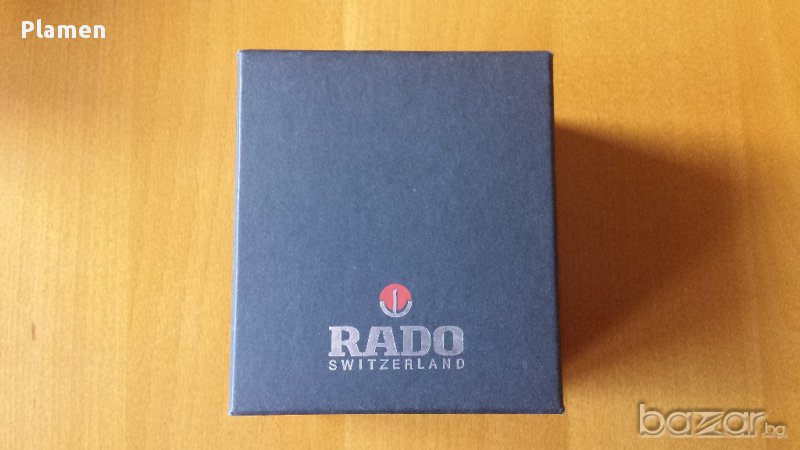 Plamen
RADO
SWITZERLAND
bazar.bg